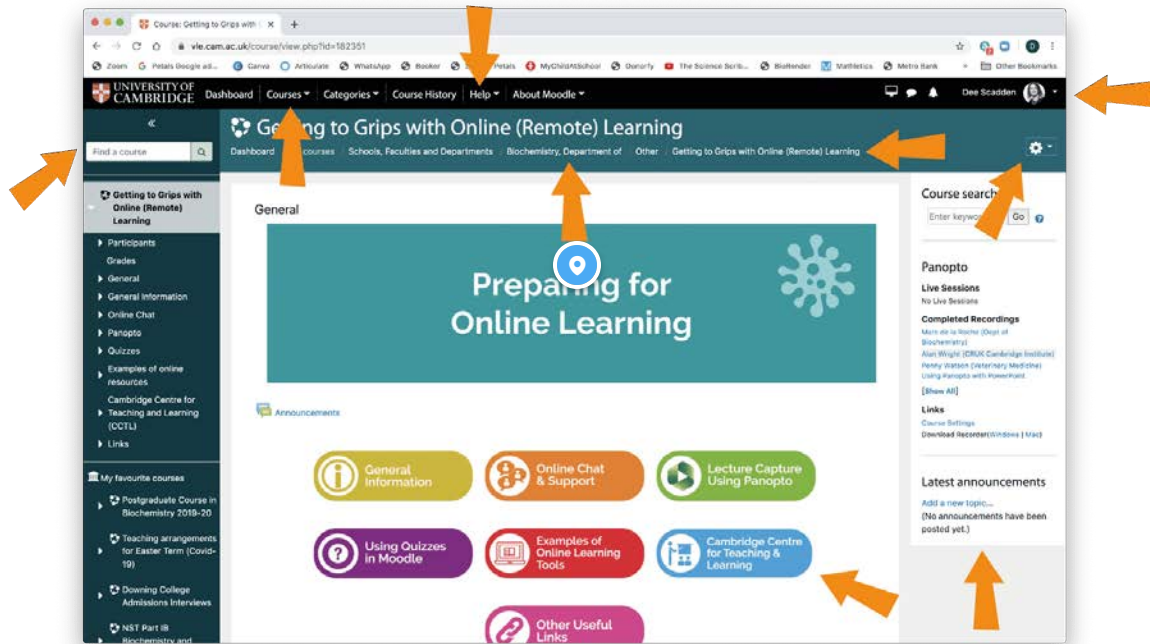 Course: Getting to Grips with
vle.cam.ac.uk/course/view.php?id=182351
Zoom
Petals Google ad...
Canva
Articulate
WhatsApp
Booker
Petals
MyChildAtSchool
Donorfy
The Science Scrib...
BioRender
Mathletics
Metro Bank
Other Bookmarks
UNIVERSITY OF
CAMBRIDGE
Dashboard
Courses
Categories
Course History
Help
About Moodle
Dee Scadden
«
Getting to Grips with Online (Remote) Learning
Find a course
Dashboard
courses
Schools, Faculties and Departments
Biochemistry, Department of
Other
Getting to Grips with Online (Remote) Learning
Getting to Grips with
Online (Remote)
Learning
Participants
Grades
General
General Information
Online Chat
Panopto
Quizzes
Examples of online
resources
Cambridge Centre for
Teaching and Learning
(CCTL)
Links
My favourite courses
Postgraduate Course in
Biochemistry 2019-20
Teaching arrangements
for Easter Term (Covid-
19)
Downing College
Admissions Interviews
NST Part IB
Biochemistry and
General
Preparing for
Online Learning
Announcements
General
Information
Online Chat
& Support
Lecture Capture
Using Panopto
Using Quizzes
in Moodle
Examples of
Online Learning
Tools
Cambridge Centre
for Teaching &
Learning
Other Useful
Links
Course search
Enter keywo
Go
Panopto
Live Sessions
No Live Sessions
Completed Recordings
Marc de la Roche (Dept of
Biochemistry)
Alan Wright (CRUK Cambridge Institute)
Penny Watson (Veterinary Medicine)
Using Panopto with PowerPoint
[Show All]
Links
Course Settings
Download Recorder(Windows | Mac)
Latest announcements
Add a new topic...
(No announcements have been
posted yet.)